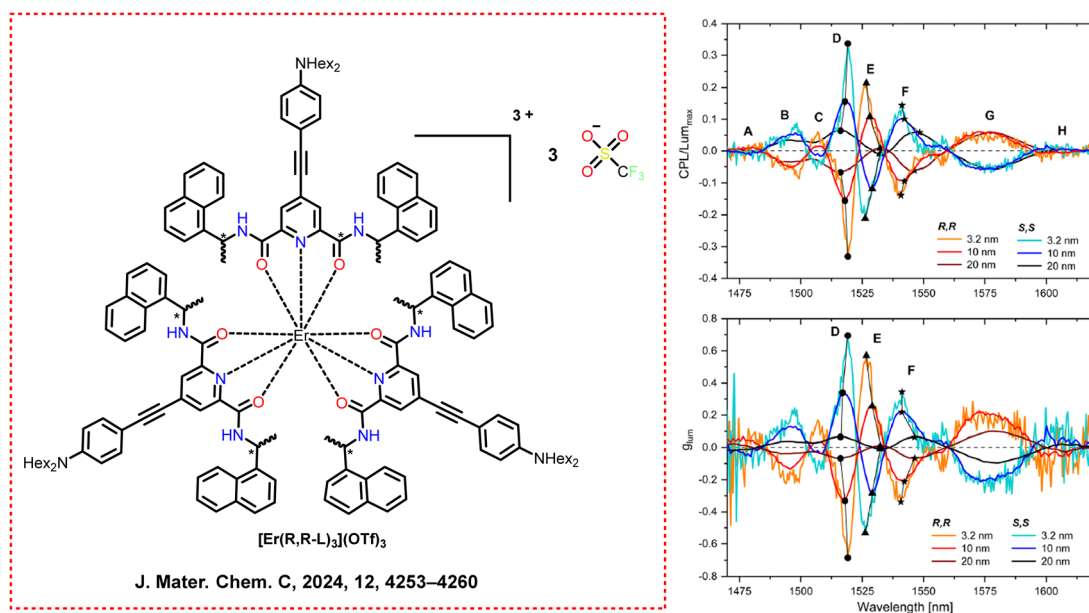 NHex2
3 +
3
−
O
O
S
O
CF3
H
N
*
O
N
*
O
H
N
*
HN
O
N
O
HN
*
Er
O
NH
*
N
O
NH
*
NHex2
NHex2
[Er(R,R-L)3](OTf)3
J. Mater. Chem. C, 2024, 12, 4253–4260
CPL/Lummax
0.4
0.3
0.2
0.1
0.0
-0.1
-0.2
-0.3
-0.4
A B C D E F G H
R,R S,S
3.2 nm 3.2 nm
10 nm 10 nm
20 nm 20 nm
1475 1500 1525 1550 1575 1600
glum
0.8
0.6
0.4
0.2
0.0
-0.2
-0.4
-0.6
-0.8
D E F
R,R S,S
3.2 nm 3.2 nm
10 nm 10 nm
20 nm 20 nm
1475 1500 1525 1550 1575 1600
Wavelength [nm]